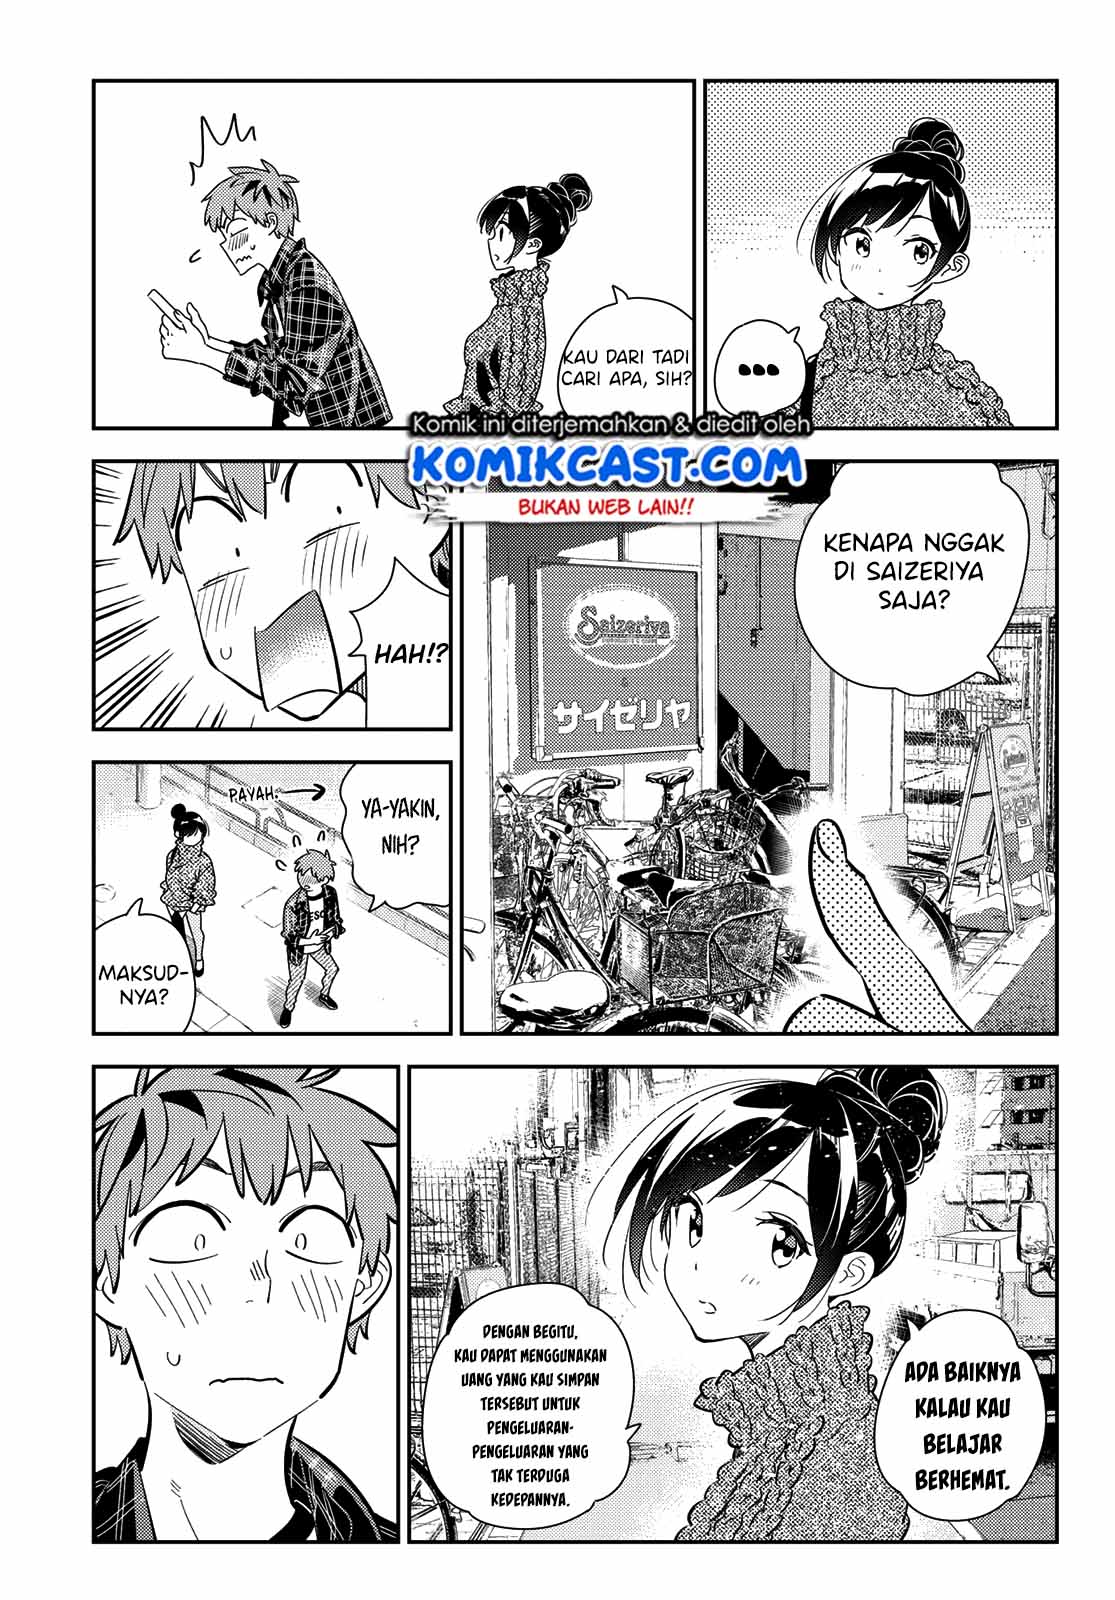 ...
KAU DARI TADI
CARI APA, SIH?
Komik ini diterjemahkan & diedit oleh
KOMIKCAST.COM
BUKAN WEB LAIN!!
KENAPA NGGAK
DI SAIZERIYA
SAJA?
Saizeriya
サイゼリヤ
HAH!?
PAYAH.
YA-YAKIN,
NIH?
MAKSUD-
NYA?
ADA BAIKNYA
KALAU KAU
BELAJAR
BERHEMAT.
DENGAN BEGITU,
KAU DAPAT MENGGUNAKAN
UANG YANG KAU SIMPAN
TERSEBUT UNTUK
PENGELUARAN-
PENGELUARAN YANG
TAK TERDUGA
KEDEPANNYA.